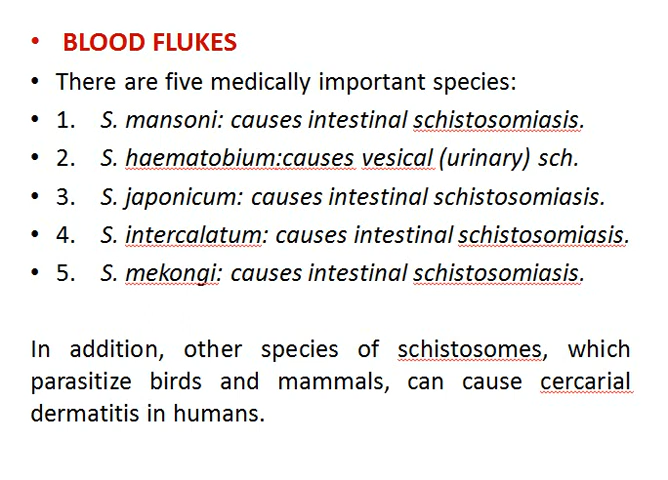 • BLOOD FLUKES
• There are five medically important species:
• 1. S. mansoni: causes intestinal schistosomiasis.
• 2. S. haematobium:causes vesical (urinary) sch.
• 3. S. japonicum: causes intestinal schistosomiasis.
• 4. S. intercalatum: causes intestinal schistosomiasis.
• 5. S. mekongi: causes intestinal schistosomiasis.
In addition, other species of schistosomes, which
parasitize birds and mammals, can cause cercarial
dermatitis in humans.